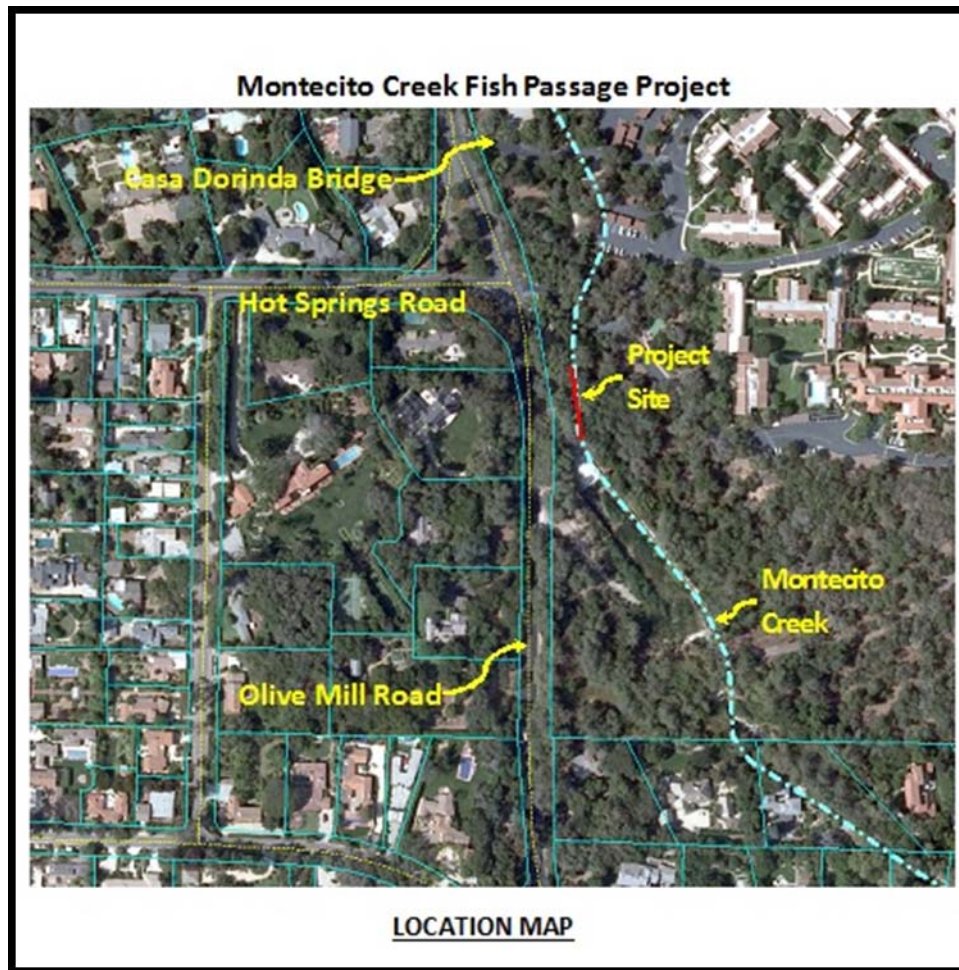 Montecito Creek Fish Passage Project
Casa Dorinda Bridge
Hot Springs Road
Project
Site
Montecito
Creek
Olive Mill Road
LOCATION MAP